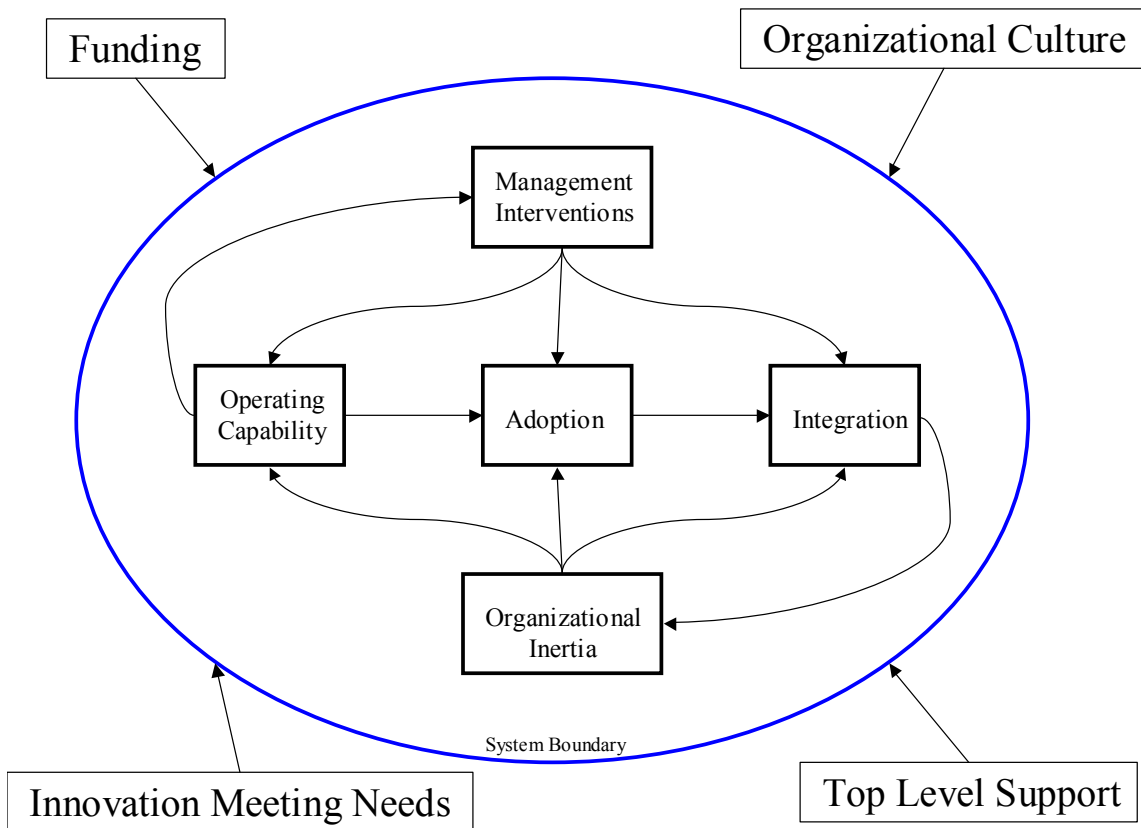 Funding
Organizational Culture
Management
Interventions
Operating
Capability
Adoption
Integration
Organizational
Inertia
System Boundary
Innovation Meeting Needs
Top Level Support